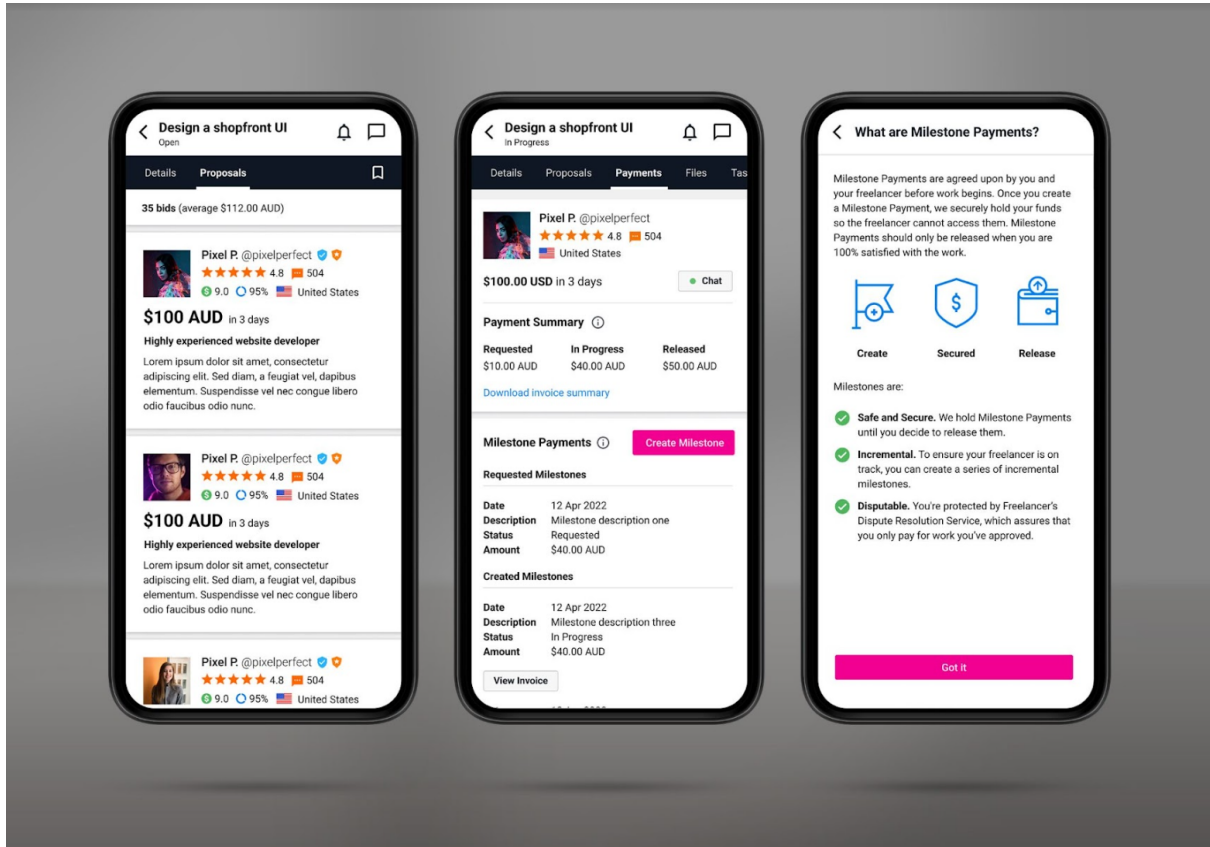 Design a shopfront UI
Open
Details Proposals
35 bids (average $112.00 AUD)
Pixel P. @pixelperfect
4.8 504
9.0 95% United States
$100 AUD in 3 days
Highly experienced website developer
Lorem ipsum dolor sit amet, consectetur
adipiscing elit. Sed diam, a feugiat vel, dapibus
elementum. Suspendisse vel nec congue libero
odio faucibus odio nunc.
Pixel P. @pixelperfect
4.8 504
9.0 95% United States
$100 AUD in 3 days
Highly experienced website developer
Lorem ipsum dolor sit amet, consectetur
adipiscing elit. Sed diam, a feugiat vel, dapibus
elementum. Suspendisse vel nec congue libero
odio faucibus odio nunc.
Pixel P. @pixelperfect
4.8 504
9.0 95% United States
Design a shopfront UI
In Progress
Details Proposals Payments Files Tas
Pixel P. @pixelperfect
4.8 504
United States
$100.00 USD in 3 days Chat
Payment Summary
Requested In Progress Released
$10.00 AUD $40.00 AUD $50.00 AUD
Download invoice summary
Milestone Payments Create Milestone
Requested Milestones
Date 12 Apr 2022
Description Milestone description one
Status Requested
Amount $40.00 AUD
Created Milestones
Date 12 Apr 2022
Description Milestone description three
Status In Progress
Amount $40.00 AUD
View Invoice
What are Milestone Payments?
Milestone Payments are agreed upon by you and
your freelancer before work begins. Once you create
a Milestone Payment, we securely hold your funds
so the freelancer cannot access them. Milestone
Payments should only be released when you are
100% satisfied with the work.
$
Create Secured Release
Milestones are:
Safe and Secure. We hold Milestone Payments
until you decide to release them.
Incremental. To ensure your freelancer is on
track, you can create a series of incremental
milestones.
Disputable. You're protected by Freelancer's
Dispute Resolution Service, which assures that
you only pay for work you've approved.
Got it